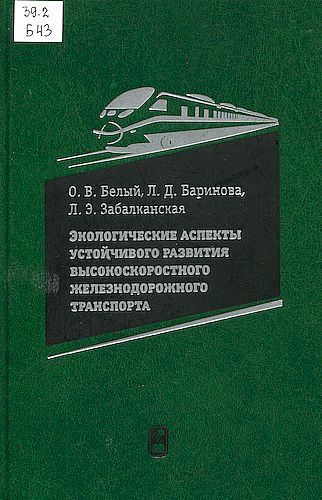 39.2
Б43
О. В. Белый, Л. Д. Баринова,
Л. Э. Забалканская
ЭКОЛОГИЧЕСКИЕ АСПЕКТЫ
УСТОЙЧИВОГО РАЗВИТИЯ
ВЫСОКОСКОРОСТНОГО
ЖЕЛЕЗНОДОРОЖНОГО
ТРАНСПОРТА